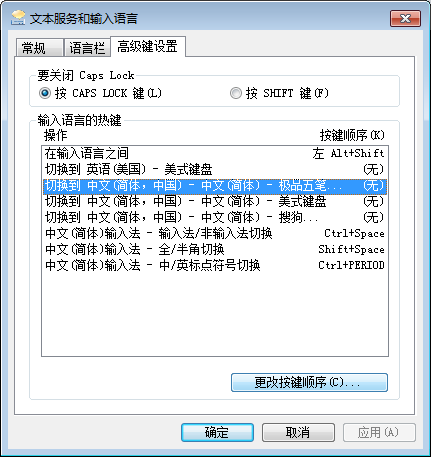 文本服务和输入语言
常规 语言栏 高级键设置
要关闭 Caps Lock
按 CAPS LOCK 键(L) 按 SHIFT 键(F)
输入语言的热键
操作 按键顺序(K)
在输入语言之间 左 Alt+Shift
切换到 英语(美国) - 美式键盘 (无)
切换到 中文(简体，中国) - 中文(简体) - 极品五笔... (无)
切换到 中文(简体，中国) - 中文(简体) - 美式键盘 (无)
切换到 中文(简体，中国) - 中文(简体) - 搜狗... (无)
中文(简体)输入法 - 输入法/非输入法切换 Ctrl+Space
中文(简体)输入法 - 全/半角切换 Shift+Space
中文(简体)输入法 - 中/英标点符号切换 Ctrl+PERIOD
更改按键顺序(C)...
确定 取消 应用(A)